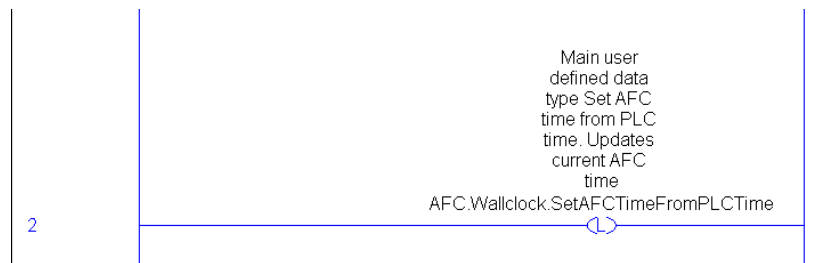 Main user
defined data
type Set AFC
time from PLC
time. Updates
current AFC
time
AFC.Wallclock.SetAFCTimeFromPLCTime
2
L